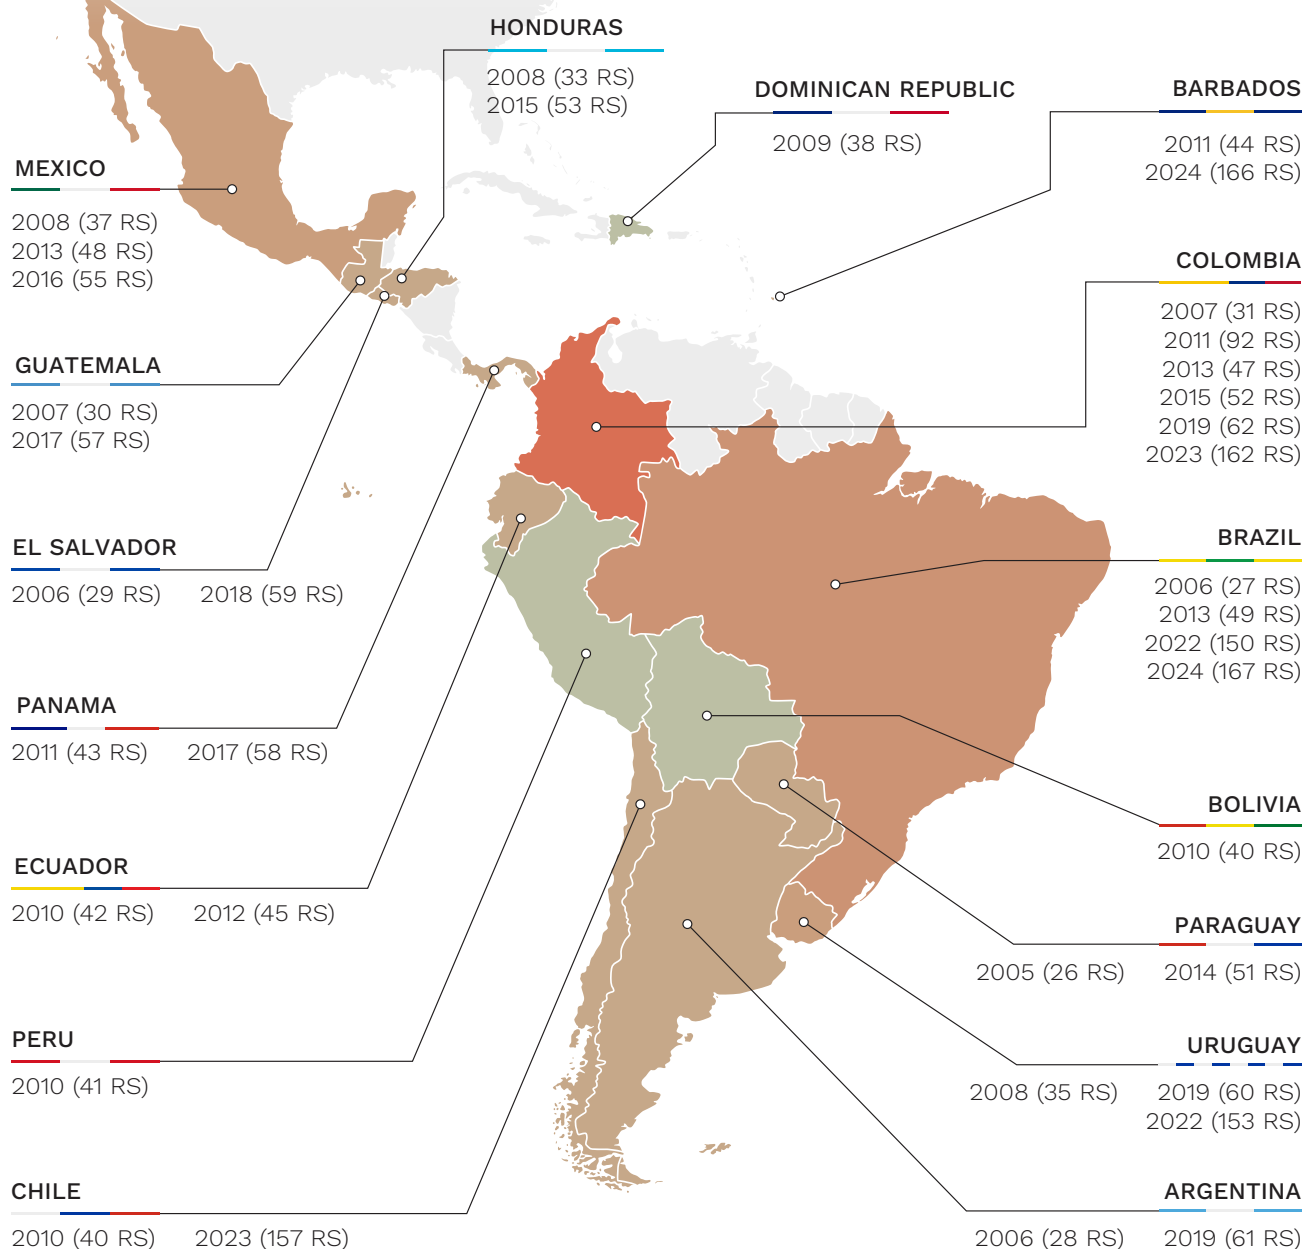 HONDURAS
2008 (33 RS)
2015 (53 RS)
DOMINICAN REPUBLIC
2009 (38 RS)
BARBADOS
2011 (44 RS)
2024 (166 RS)
MEXICO
2008 (37 RS)
2013 (48 RS)
2016 (55 RS)
COLOMBIA
2007 (31 RS)
2011 (92 RS)
2013 (47 RS)
2015 (52 RS)
2019 (62 RS)
2023 (162 RS)
GUATEMALA
2007 (30 RS)
2017 (57 RS)
EL SALVADOR
2006 (29 RS) 2018 (59 RS)
BRAZIL
2006 (27 RS)
2013 (49 RS)
2022 (150 RS)
2024 (167 RS)
PANAMA
2011 (43 RS) 2017 (58 RS)
BOLIVIA
2010 (40 RS)
ECUADOR
2010 (42 RS) 2012 (45 RS)
PARAGUAY
2005 (26 RS) 2014 (51 RS)
PERU
2010 (41 RS)
URUGUAY
2008 (35 RS) 2019 (60 RS)
2022 (153 RS)
CHILE
2010 (40 RS) 2023 (157 RS)
ARGENTINA
2006 (28 RS) 2019 (61 RS)